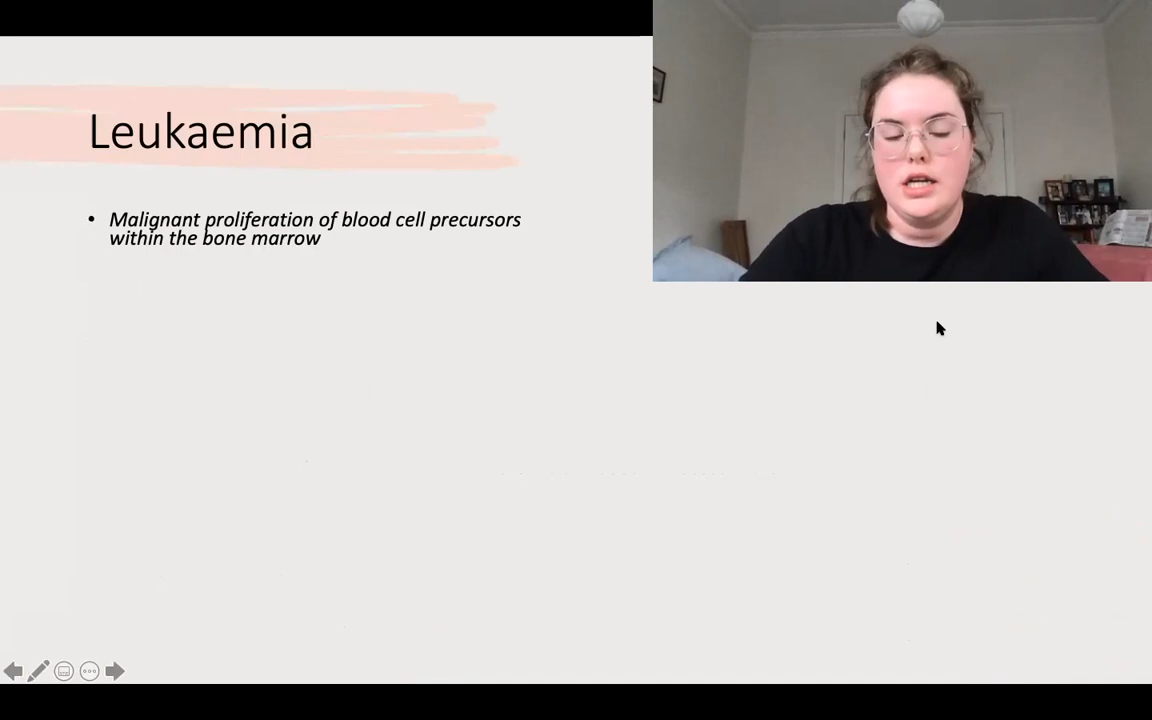 Leukaemia
• Malignant proliferation of blood cell precursors
within the bone marrow